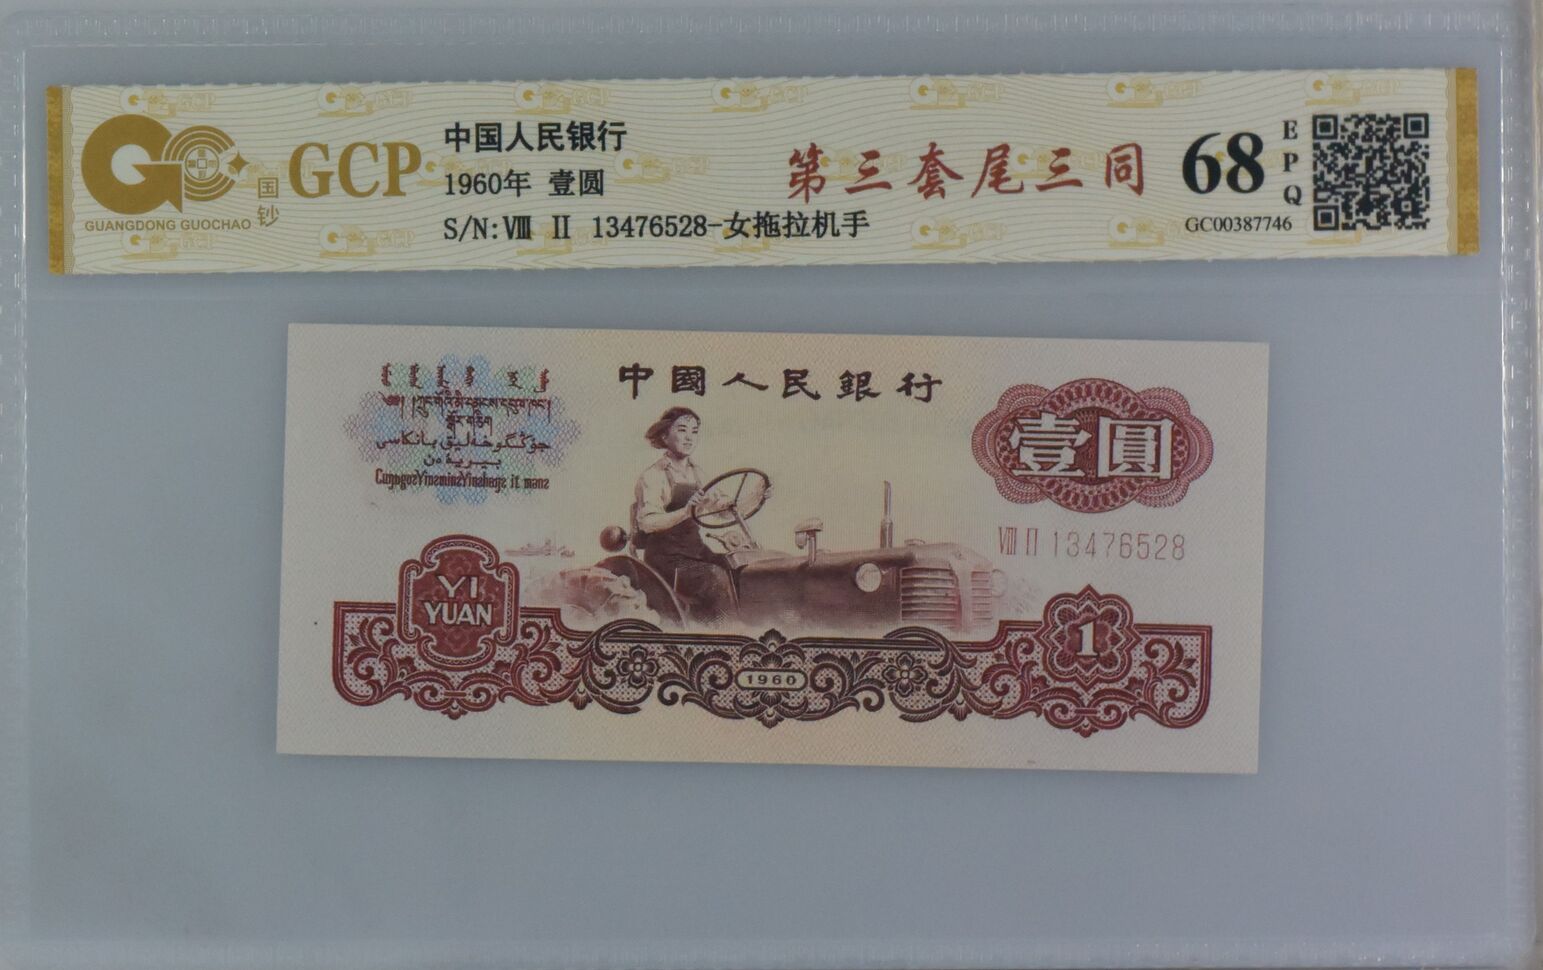 GUANGDONG GUOCHAO
国钞
GCP
中国人民银行
1960年 壹圆
S/N:Ⅷ Ⅱ 13476528-女拖拉机手
第三套尾三同
68
EPQ
GC00387746
中國人民銀行
壹圓
Ⅷ Ⅱ 13476528
YI
YUAN
1960
1